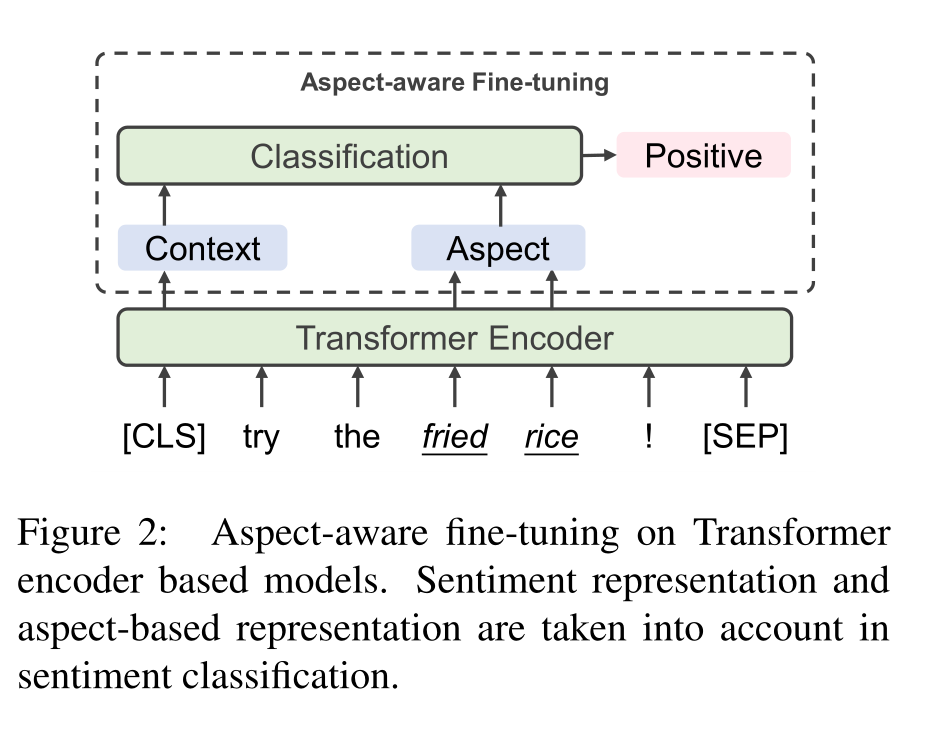 Aspect-aware Fine-tuning
Classification
Positive
Context
Aspect
Transformer Encoder
[CLS] try the fried rice ! [SEP]
Figure 2: Aspect-aware fine-tuning on Transformer
encoder based models. Sentiment representation and
aspect-based representation are taken into account in
sentiment classification.